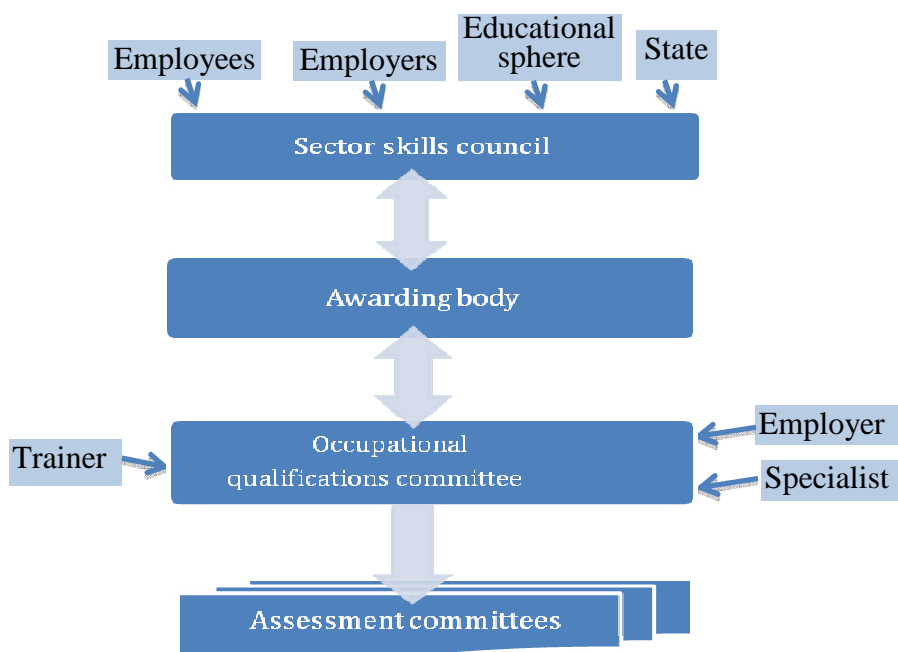 Employees
Employers
Educational
sphere
State
Sector skills council
Awarding body
Occupational
qualifications committee
Trainer
Employer
Specialist
Assessment committees